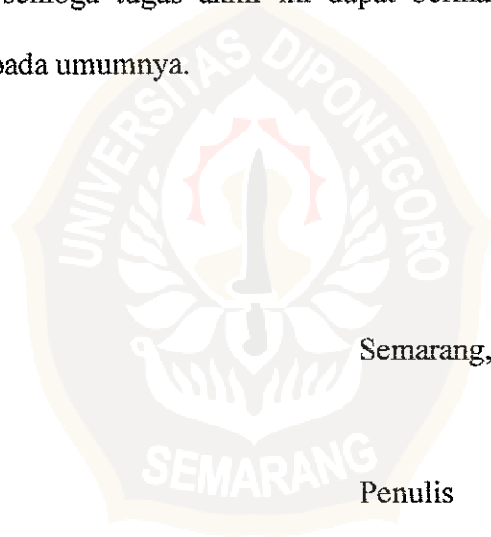 semoga tugas akhir ini dapat
pada umumnya.
UNIVERSITAS DIPONEGORO
Semarang,
SEMARANG
Penulis